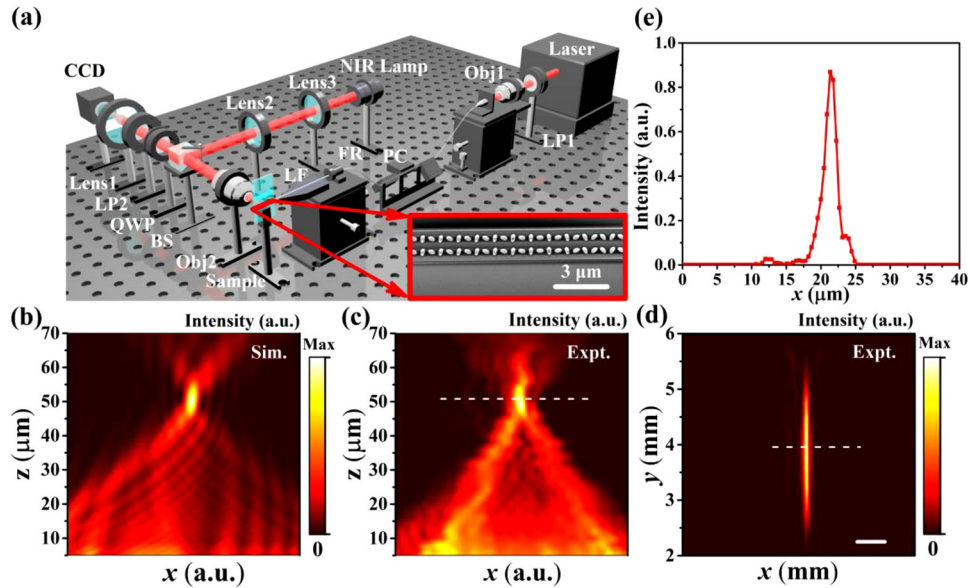 (a)
CCD
Lens1
LP2
QWP
BS
Obj2
Sample
Lens2
Lens3
NIR Lamp
LF
FR
PC
Obj1
Laser
LP1
3 μm
(e)
Intensity (a.u.)
1.0
0.8
0.6
0.4
0.2
0.0
0 10 15 20 25 30 40
x (μm)
(b)
Intensity (a.u.)
Sim.
Max
0
z (μm)
70
60
50
40
30
20
10
x (a.u.)
(c)
Intensity (a.u.)
Expt.
Max
0
z (μm)
70
60
50
40
30
20
10
x (a.u.)
(d)
Intensity (a.u.)
Expt.
Max
0
y (mm)
6
5
4
3
2
x (mm)